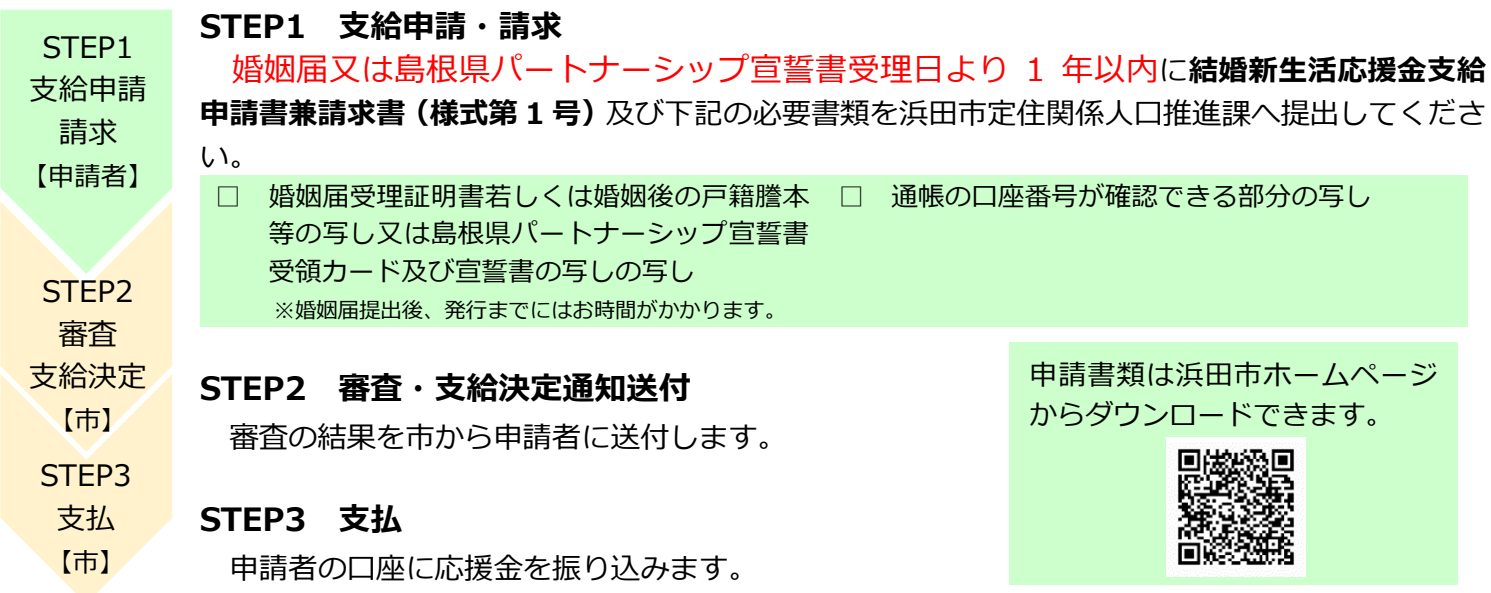 STEP1
支給申請
請求
【申請者】
STEP2
審査
支給決定
【市】
STEP3
支払
【市】
STEP1 支給申請・請求
婚姻届又は島根県パートナーシップ宣誓書受理日より 1 年以内に結婚新生活応援金支給
申請書兼請求書（様式第 1 号）及び下記の必要書類を浜田市定住関係人口推進課へ提出してくださ
い。
□ 婚姻届受理証明書若しくは婚姻後の戸籍謄本
等の写し又は島根県パートナーシップ宣誓書
受領カード及び宣誓書の写しの写し
※婚姻届提出後、発行までにはお時間がかかります。
□ 通帳の口座番号が確認できる部分の写し
STEP2 審査・支給決定通知送付
審査の結果を市から申請者に送付します。
STEP3 支払
申請者の口座に応援金を振り込みます。
申請書類は浜田市ホームページ
からダウンロードできます。